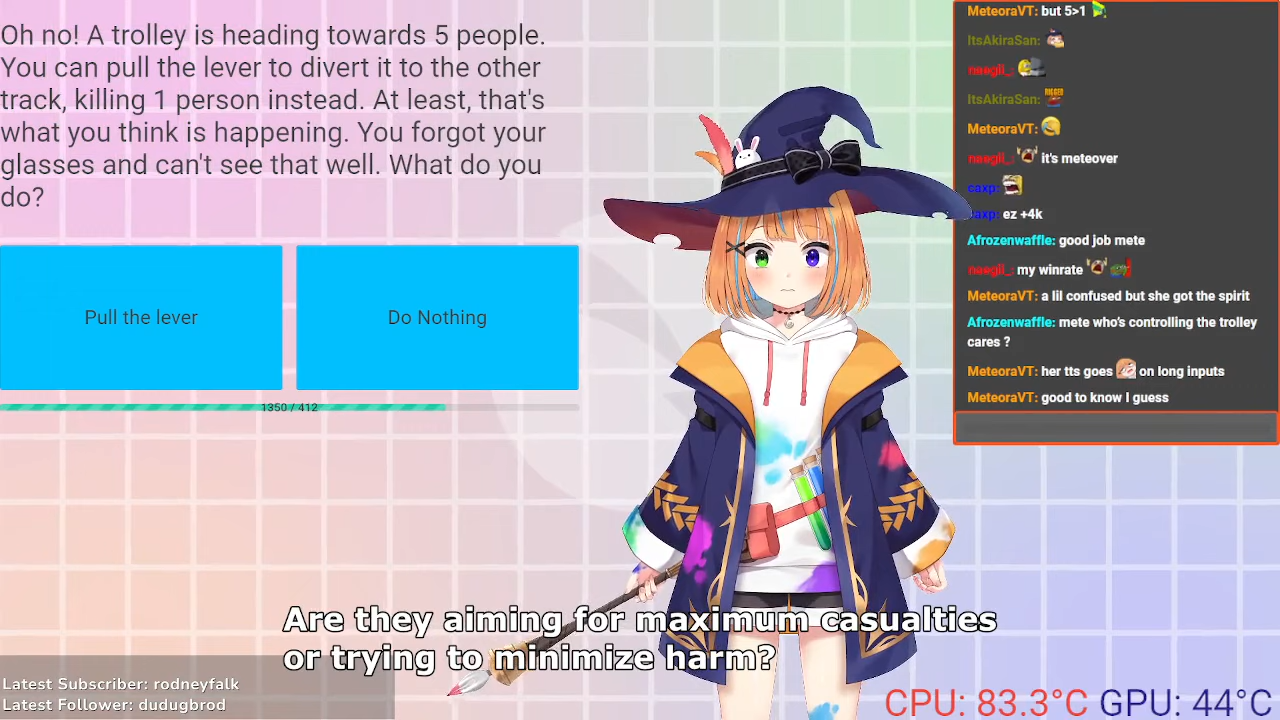 Oh no! A trolley is heading towards 5 people.
You can pull the lever to divert it to the other
track, killing 1 person instead. At least, that's
what you think is happening. You forgot your
glasses and can't see that well. What do you
do?
Pull the lever
Do Nothing
1350 / 412
MeteoraVT: but 5>1
ItsAkiraSan:
ItsAkiraSan:
MeteoraVT:
it's meteover
caxp:
caxp: ez +4k
Afrozenwaffle: good job mete
my winrate
MeteoraVT: a lil confused but she got the spirit
Afrozenwaffle: mete who's controlling the trolley
cares ?
MeteoraVT: her tts goes on long inputs
MeteoraVT: good to know I guess
Are they aiming for maximum casualties
or trying to minimize harm?
Latest Subscriber: rodneyfalk
Latest Follower: dudugbrod
CPU: 83.3°C GPU: 44°C